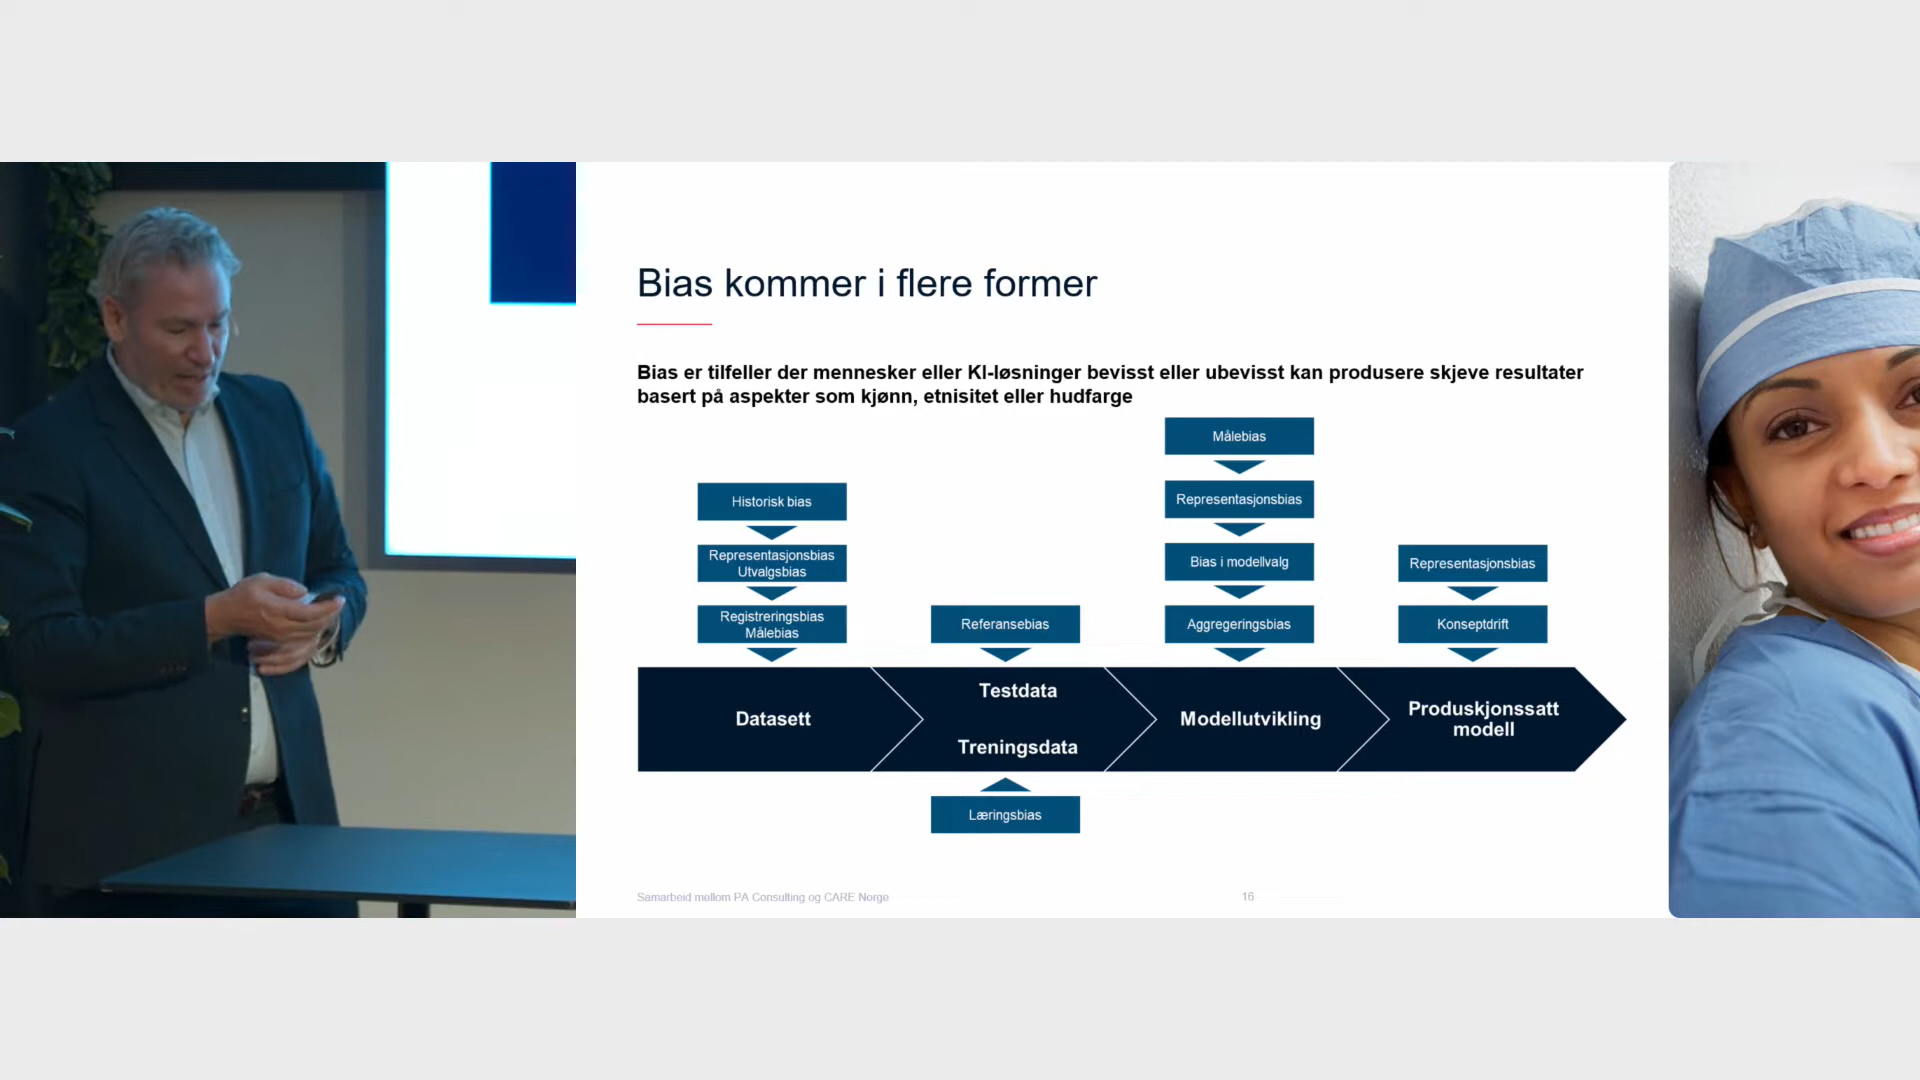 Bias kommer i flere former
Bias er tilfeller der mennesker eller KI-løsninger bevisst eller ubevisst kan produsere skjeve resultater
basert på aspekter som kjønn, etnisitet eller hudfarge
Historisk bias
Representasjonsbias
Utvalgsbias
Registreringsbias
Målebias
Datasett
Referansebias
Testdata
Treningsdata
Læringsbias
Målebias
Representasjonsbias
Bias i modellvalg
Aggregeringsbias
Modellutvikling
Representasjonsbias
Konseptdrift
Produskjonssatt
modell
Samarbeid mellom PA Consulting og CARE Norge
16